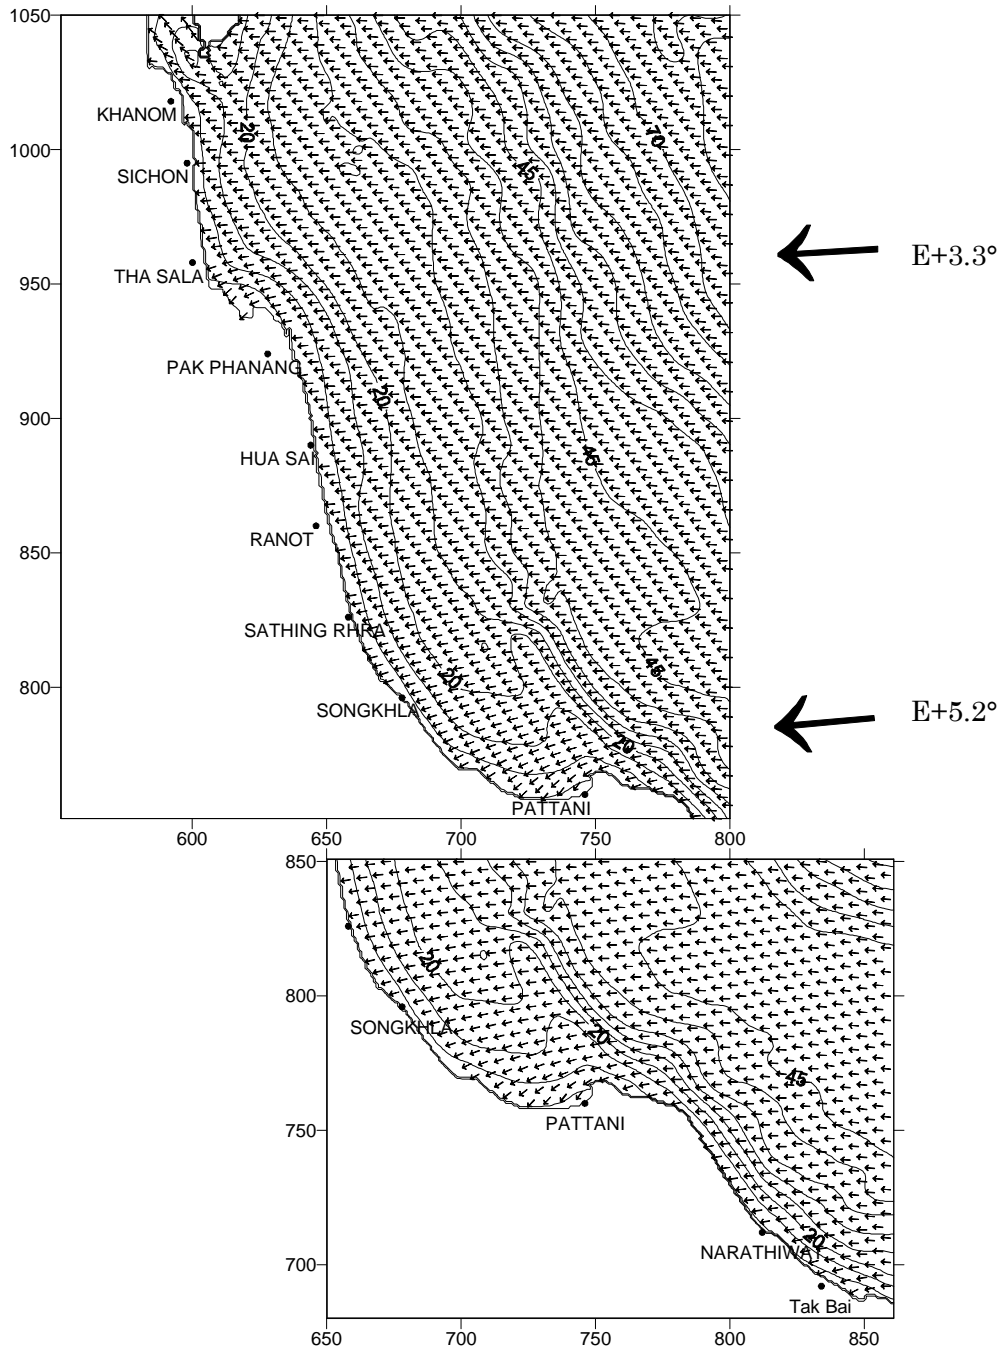 1050
70
KHANOM
20
1000
45
SICHON
E+3.3°
THA SALA
950
PAK PHANANG
20
900
45
HUA SAI
RANOT
850
SATHING RHRA
45
20
800
SONGKHLA
E+5.2°
20
PATTANI
600
650
700
750
800
850
20
800
SONGKHLA
20
45
PATTANI
750
20
NARATHIWAT
700
Tak Bai
650
700
750
800
850